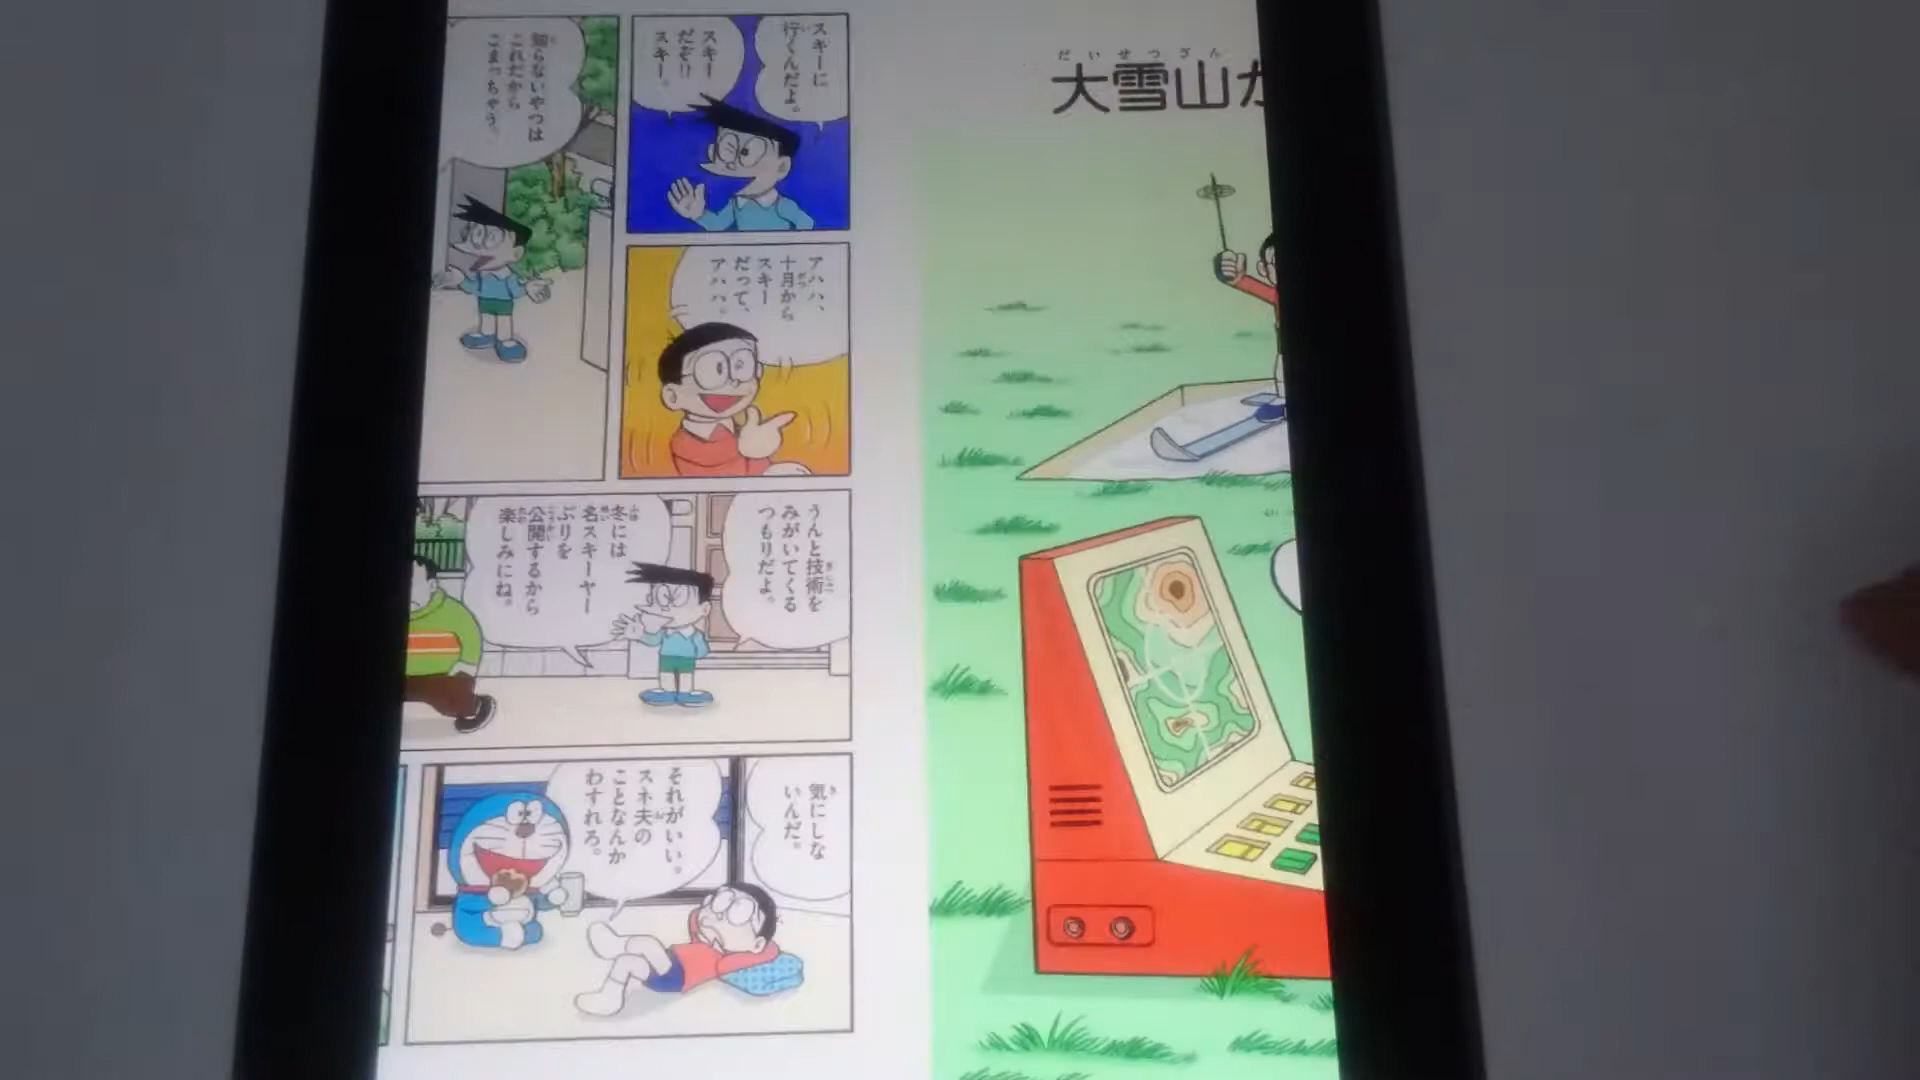 だいせつざん
大雪山が
スキーに
行くんだよ。
スキー
だぞ!!
スキー。
アハハ、
十月から
スキー
だって、
アハハ。
知らないやつは
これだから
こまっちゃう。
うんと技術を
みがいてくる
つもりだよ。
冬には
名スキーヤー
ぶりを
公開するから
楽しみにね。
気にしな
いんだ。
それがいい。
スネ夫の
ことなんか
わすれろ。